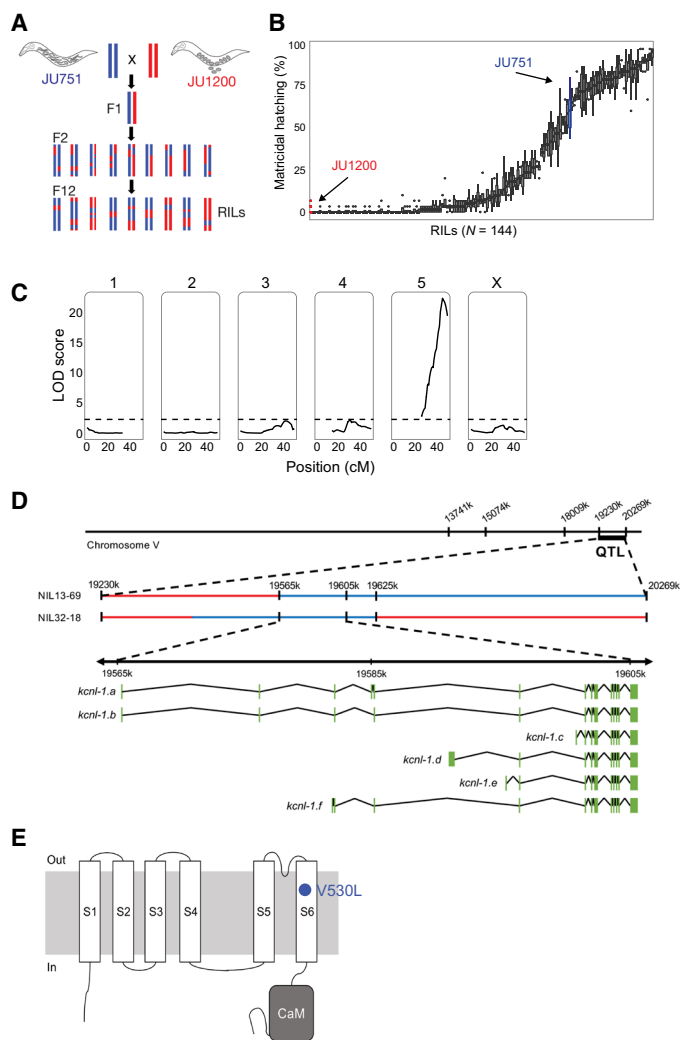 A
JU751
X
JU1200
F1
F2
F12
RILs
B
Matricidal hatching (%)
100
75
50
25
0
JU751
JU1200
RILs (N = 144)
C
1 2 3 4 5 X
LOD score
20
15
10
5
0
0 20 40 0 20 40 0 20 40 0 20 40 0 20 40 0 20 40
Position (cM)
D
13741k 15074k 18009k 19230k 20269k
Chromosome V
QTL
19230k 19565k 19605k 19625k 20269k
NIL13-69
NIL32-18
19565k 19585k 19605k
kcnl-1.a
kcnl-1.b
kcnl-1.c
kcnl-1.d
kcnl-1.e
kcnl-1.f
E
Out
V530L
S1 S2 S3 S4 S5 S6
In
CaM